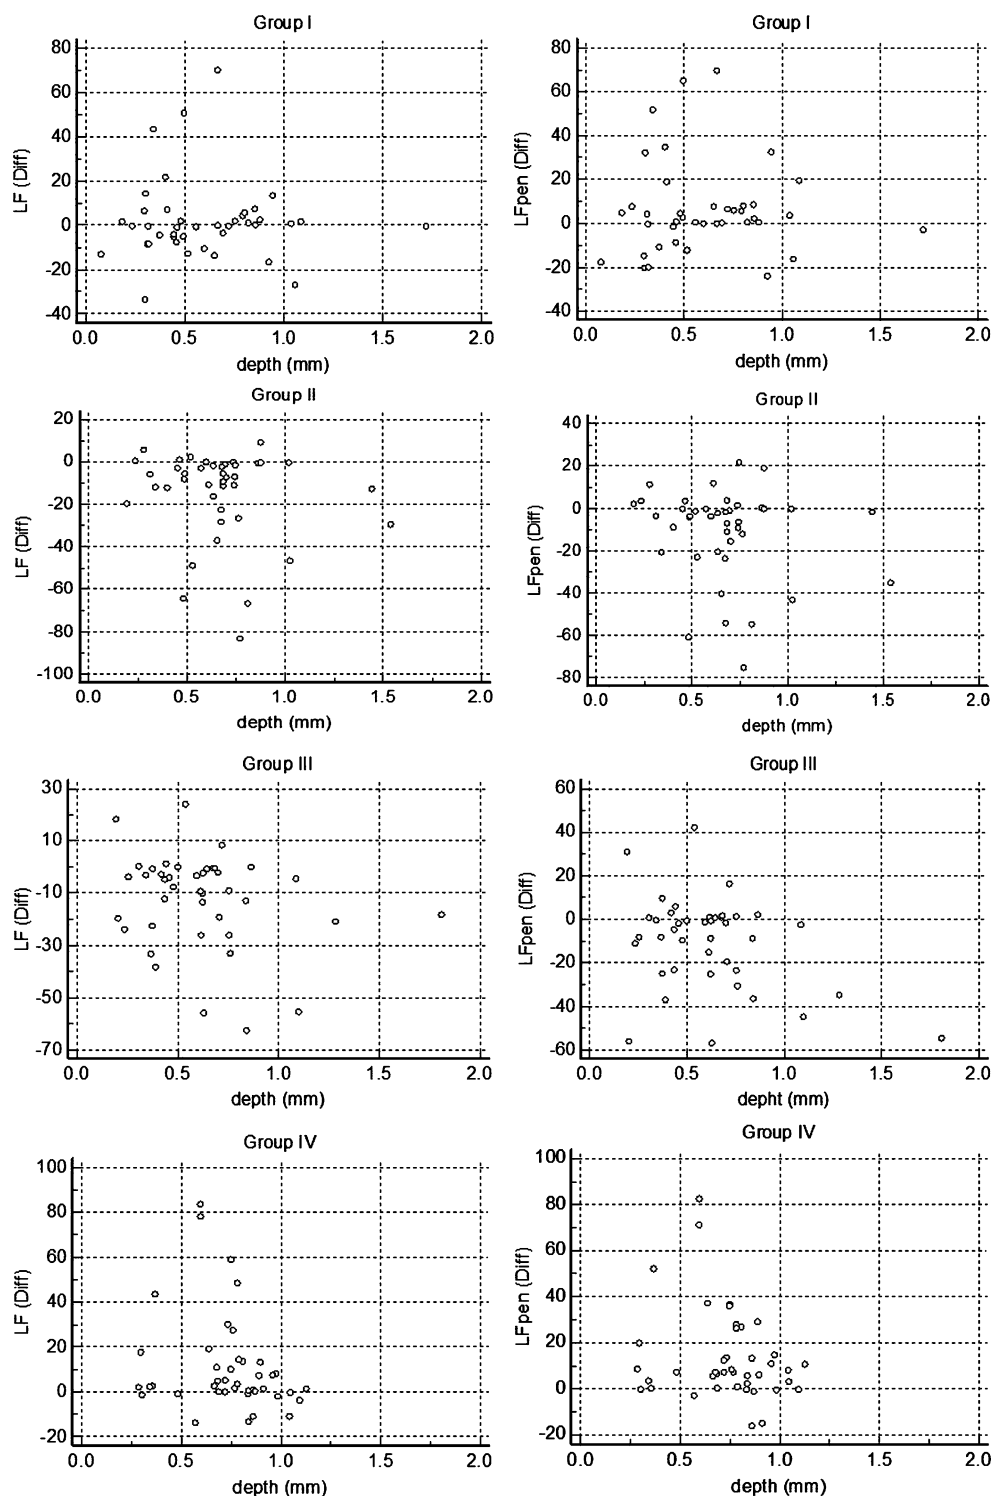 Group I
LF (Diff)
80
60
40
20
0
-20
-40
0.0 0.5 1.0 1.5 2.0
depth (mm)
Group I
LFpen (Diff)
80
60
40
20
0
-20
-40
0.0 0.5 1.0 1.5 2.0
depth (mm)
Group II
LF (Diff)
20
0
-20
-40
-60
-80
-100
0.0 0.5 1.0 1.5 2.0
depth (mm)
Group II
LFpen (Diff)
40
20
0
-20
-40
-60
-80
0.0 0.5 1.0 1.5 2.0
depth (mm)
Group III
LF (Diff)
30
10
-10
-30
-50
-70
0.0 0.5 1.0 1.5 2.0
depth (mm)
Group III
LFpen (Diff)
60
40
20
0
-20
-40
-60
0.0 0.5 1.0 1.5 2.0
depht (mm)
Group IV
LF (Diff)
100
80
60
40
20
0
-20
0.0 0.5 1.0 1.5 2.0
depth (mm)
Group IV
LFpen (Diff)
100
80
60
40
20
0
-20
0.0 0.5 1.0 1.5 2.0
depth (mm)